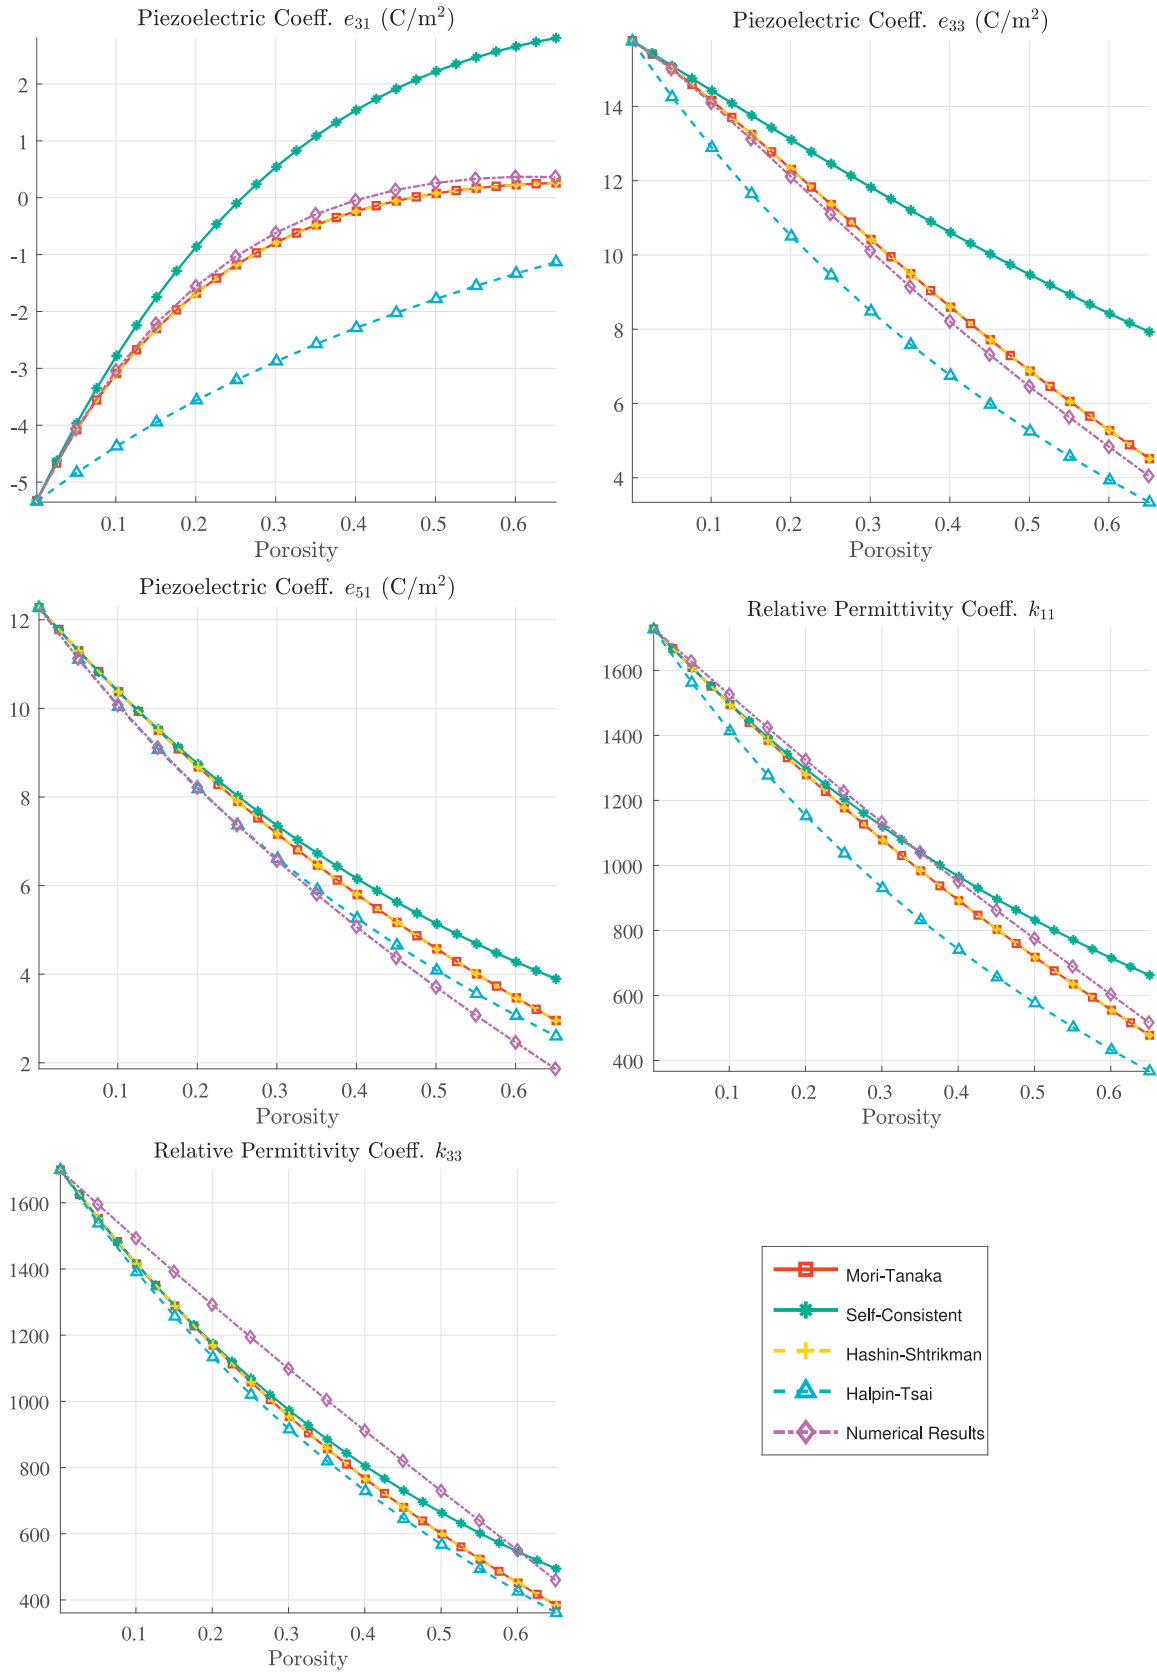 Piezoelectric Coeff. e31 (C/m²)
2
1
0
-1
-2
-3
-4
-5
0.1 0.2 0.3 0.4 0.5 0.6
Porosity
Piezoelectric Coeff. e33 (C/m²)
14
12
10
8
6
4
0.1 0.2 0.3 0.4 0.5 0.6
Porosity
Piezoelectric Coeff. e51 (C/m²)
12
10
8
6
4
2
0.1 0.2 0.3 0.4 0.5 0.6
Porosity
Relative Permittivity Coeff. k11
1600
1400
1200
1000
800
600
400
0.1 0.2 0.3 0.4 0.5 0.6
Porosity
Relative Permittivity Coeff. k33
1600
1400
1200
1000
800
600
400
0.1 0.2 0.3 0.4 0.5 0.6
Porosity
Mori-Tanaka
Self-Consistent
Hashin-Shtrikman
Halpin-Tsai
Numerical Results